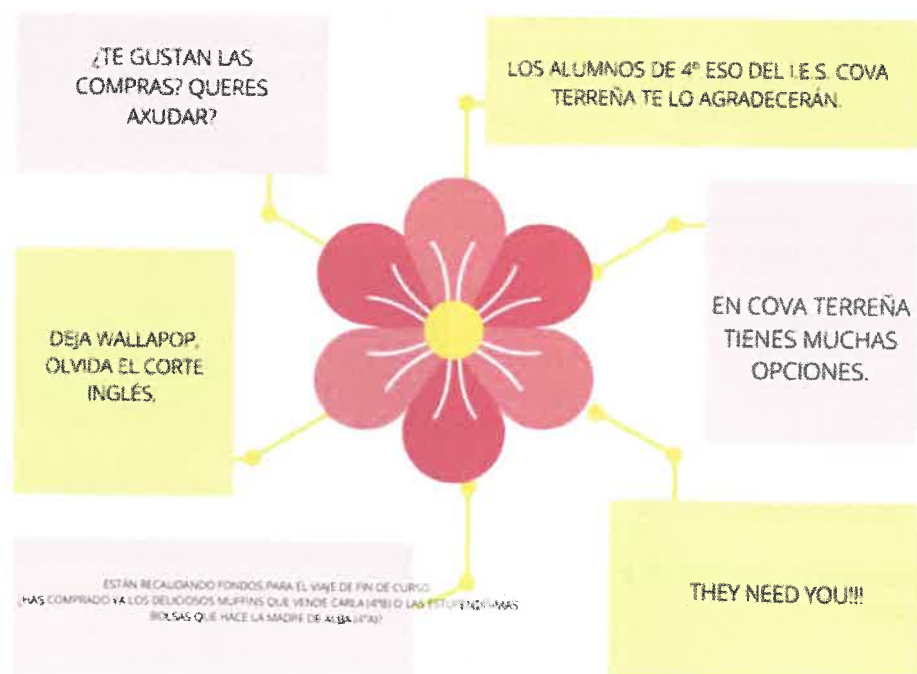 ¿TE GUSTAN LAS
COMPRAS? QUERES
AXUDAR?
LOS ALUMNOS DE 4º ESO DEL I.E.S. COVA
TERREÑA TE LO AGRADECERÁN.
EN COVA TERREÑA
TIENES MUCHAS
OPCIONES.
DEJA WALLAPOP,
OLVIDA EL CORTE
INGLÉS,
ESTÁN RECAUDANDO FONDOS PARA EL VIAJE DE FIN DE CURSO
¿HAS COMPRADO YA LOS DELICIOSOS MUFFINS QUE VENDE CARLA (4ºB) O LAS
BOLSAS QUE HACE LA MADRE DE ALBA (4ºA)?
THEY NEED YOU!!!